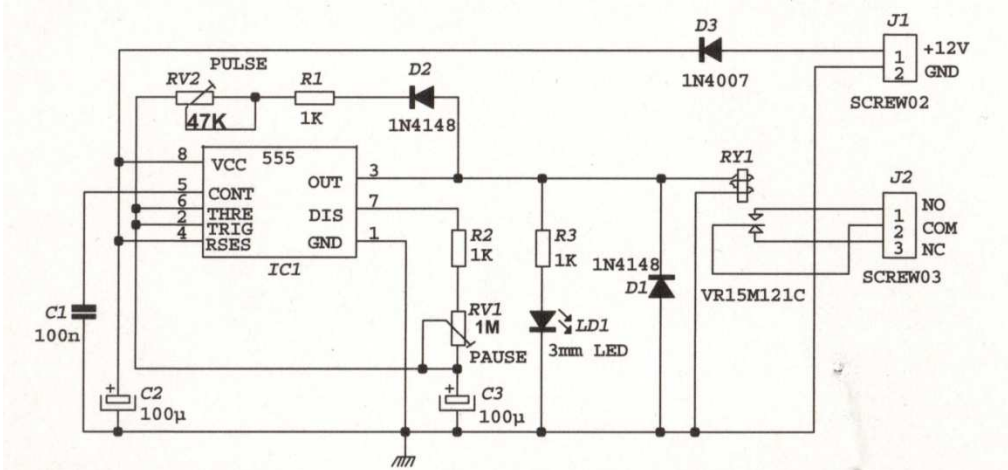 J1
D3
1
2
+12V
GND
1N4007
SCREW02
PULSE
RV2
R1
D2
47K
1K
1N4148
8
VCC
555
5
CONT
OUT
3
6
THRE
2
TRIG
DIS
7
4
RSES
GND
1
IC1
RY1
J2
1
2
3
NO
COM
NC
SCREW03
VR15M121C
R2
1K
R3
1K
1N4148
D1
C1
100n
RV1
1M
PAUSE
LD1
3mm LED
+
C2
100µ
+
C3
100µ